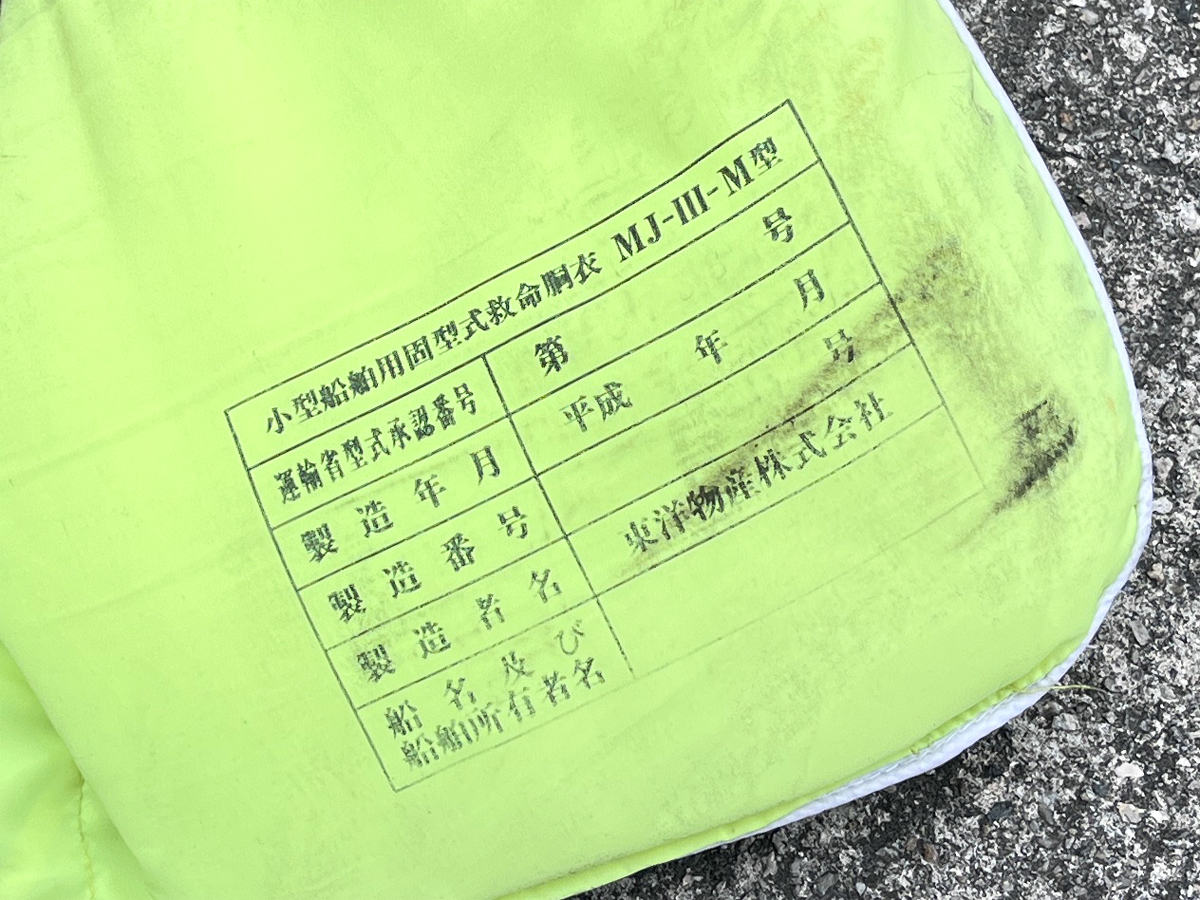 小型船舶用固型式救命胴衣 MJ-III-M型
運輸省型式承認番号 第 号
製造年月 平成 年 月
製造番号 号
製造者名 東洋物産株式会社
船名及び
船舶所有者名